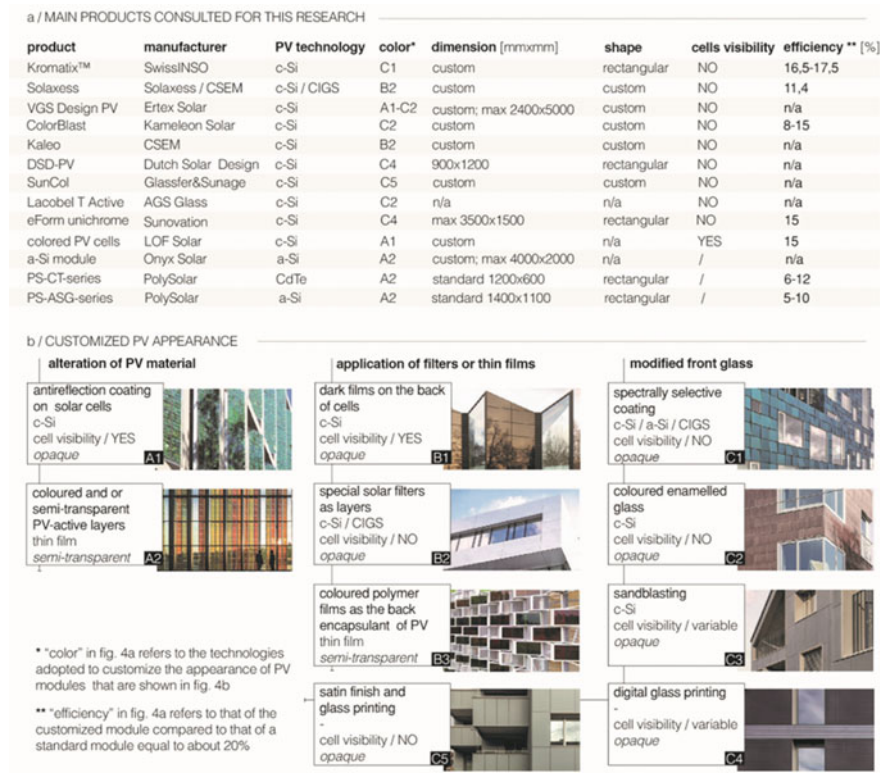 a / MAIN PRODUCTS CONSULTED FOR THIS RESEARCH
product manufacturer PV technology color* dimension [mmxmm] shape cells visibility efficiency ** [%]
Kromatix™ SwissINSO c-Si C1 custom rectangular NO 16,5-17,5
Solaxess Solaxess / CSEM c-Si / CIGS B2 custom custom NO 11,4
VGS Design PV Ertex Solar c-Si A1-C2 custom; max 2400x5000 custom NO n/a
ColorBlast Kameleon Solar c-Si C2 custom custom NO 8-15
Kaleo CSEM c-Si B2 custom custom NO n/a
DSD-PV Dutch Solar Design c-Si C4 900x1200 rectangular NO n/a
SunCol Glassfer&Sunage c-Si C5 custom custom NO n/a
Lacobel T Active AGS Glass c-Si C2 n/a n/a NO n/a
eForm unichrome Sunovation c-Si C4 max 3500x1500 rectangular NO 15
colored PV cells LOF Solar c-Si A1 custom n/a YES 15
a-Si module Onyx Solar a-Si A2 custom; max 4000x2000 n/a / n/a
PS-CT-series PolySolar CdTe A2 standard 1200x600 rectangular / 6-12
PS-ASG-series PolySolar a-Si A2 standard 1400x1100 rectangular / 5-10
b / CUSTOMIZED PV APPEARANCE
alteration of PV material
antireflection coating
on solar cells
c-Si
cell visibility / YES
opaque
A1
coloured and or
semi-transparent
PV-active layers
thin film
semi-transparent
A2
application of filters or thin films
dark films on the back
of cells
c-Si
cell visibility / YES
opaque
B1
special solar filters
as layers
c-Si / CIGS
cell visibility / NO
opaque
B2
coloured polymer
films as the back
encapsulant of PV
thin film
semi-transparent
B3
modified front glass
spectrally selective
coating
c-Si / a-Si / CIGS
cell visibility / NO
opaque
C1
coloured enamelled
glass
c-Si
cell visibility / NO
opaque
C2
sandblasting
c-Si
cell visibility / variable
opaque
C3
digital glass printing
-
cell visibility / variable
opaque
C4
satin finish and
glass printing
-
cell visibility / NO
opaque
C5
* "color" in fig. 4a refers to the technologies
adopted to customize the appearance of PV
modules that are shown in fig. 4b
** "efficiency" in fig. 4a refers to that of the
customized module compared to that of a
standard module equal to about 20%